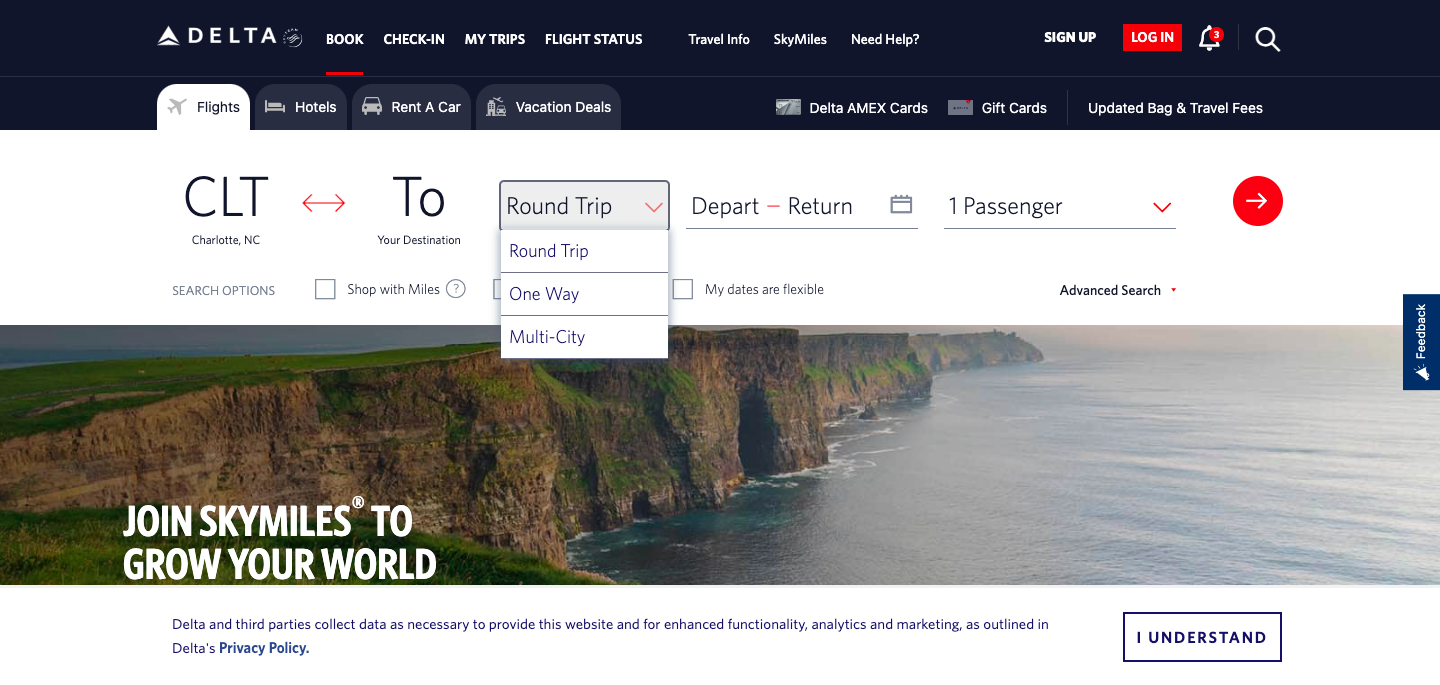 DELTA
BOOK
CHECK-IN
MY TRIPS
FLIGHT STATUS
Travel Info
SkyMiles
Need Help?
SIGN UP
LOG IN
3
Flights
Hotels
Rent A Car
Vacation Deals
Delta AMEX Cards
Gift Cards
Updated Bag & Travel Fees
CLT
Charlotte, NC
To
Your Destination
Round Trip
Depart – Return
1 Passenger
Round Trip
One Way
Multi-City
SEARCH OPTIONS
Shop with Miles
?
My dates are flexible
Advanced Search
Feedback
JOIN SKYMILES® TO
GROW YOUR WORLD
Delta and third parties collect data as necessary to provide this website and for enhanced functionality, analytics and marketing, as outlined in
Delta's Privacy Policy.
I UNDERSTAND